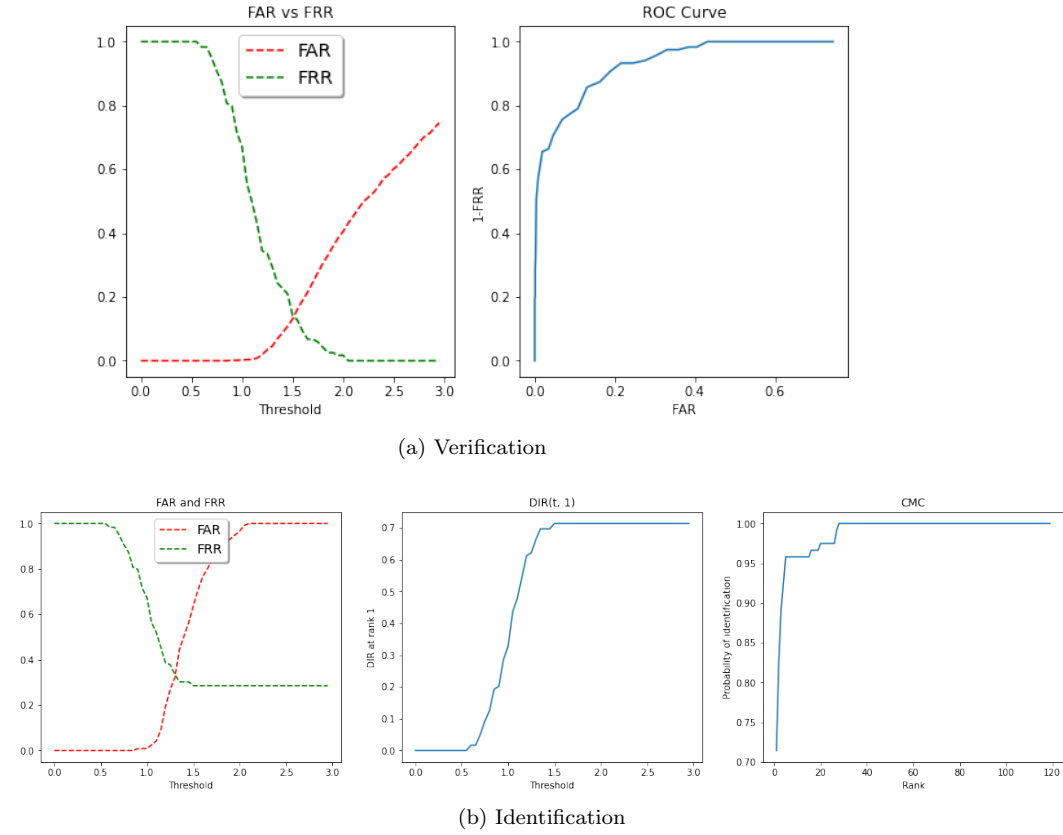 FAR vs FRR
1.0
0.8
0.6
0.4
0.2
0.0
FAR
FRR
0.0 0.5 1.0 1.5 2.0 2.5 3.0
Threshold
ROC Curve
1-FRR
1.0
0.8
0.6
0.4
0.2
0.0
0.0 0.2 0.4 0.6
FAR
(a) Verification
FAR and FRR
1.0
0.8
0.6
0.4
0.2
0.0
FAR
FRR
0.0 0.5 1.0 1.5 2.0 2.5 3.0
Threshold
DIR(t, 1)
DIR at rank 1
0.7
0.6
0.5
0.4
0.3
0.2
0.1
0.0
0.0 0.5 1.0 1.5 2.0 2.5 3.0
Threshold
CMC
Probability of identification
1.00
0.95
0.90
0.85
0.80
0.75
0.70
0 20 40 60 80 100 120
Rank
(b) Identification